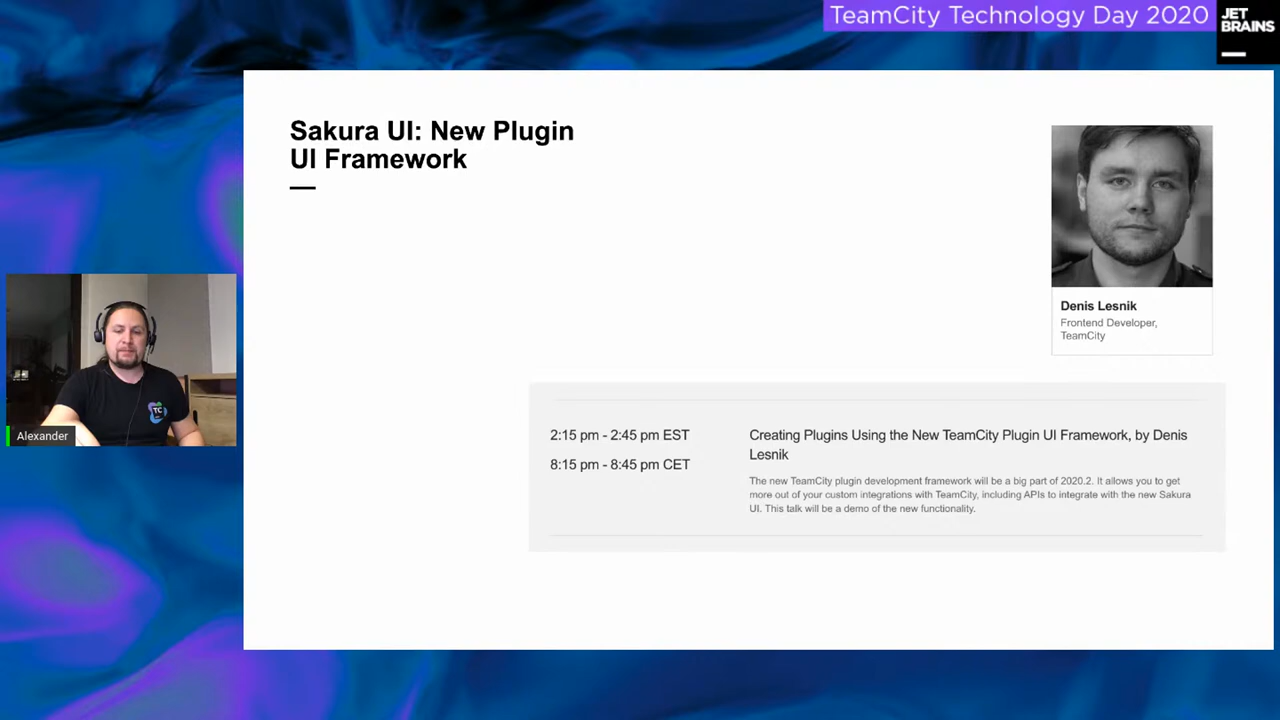 TeamCity Technology Day 2020
JET
BRAINS
Sakura UI: New Plugin
UI Framework
Denis Lesnik
Frontend Developer,
TeamCity
TC
Alexander
2:15 pm - 2:45 pm EST
8:15 pm - 8:45 pm CET
Creating Plugins Using the New TeamCity Plugin UI Framework, by Denis
Lesnik
The new TeamCity plugin development framework will be a big part of 2020.2. It allows you to get
more out of your custom integrations with TeamCity, including APIs to integrate with the new Sakura
UI. This talk will be a demo of the new functionality.